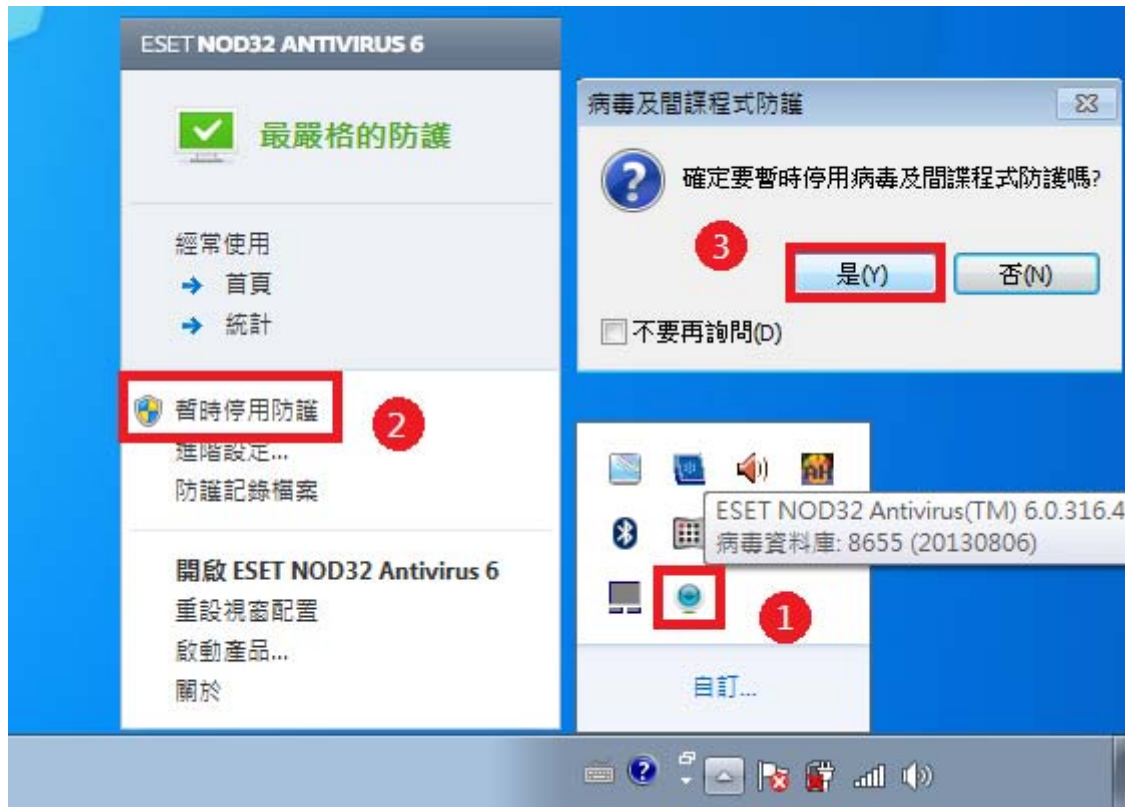 ESET NOD32 ANTIVIRUS 6
最嚴格的防護
經常使用
首頁
統計
暫時停用防護
2
進階設定...
防護記錄檔案
開啟 ESET NOD32 Antivirus 6
重設視窗配置
啟動產品...
關於
病毒及間諜程式防護
確定要暫時停用病毒及間諜程式防護嗎?
3
是(Y)
否(N)
不要再詢問(D)
ESET NOD32 Antivirus(TM) 6.0.316.4
病毒資料庫: 8655 (20130806)
1
自訂...